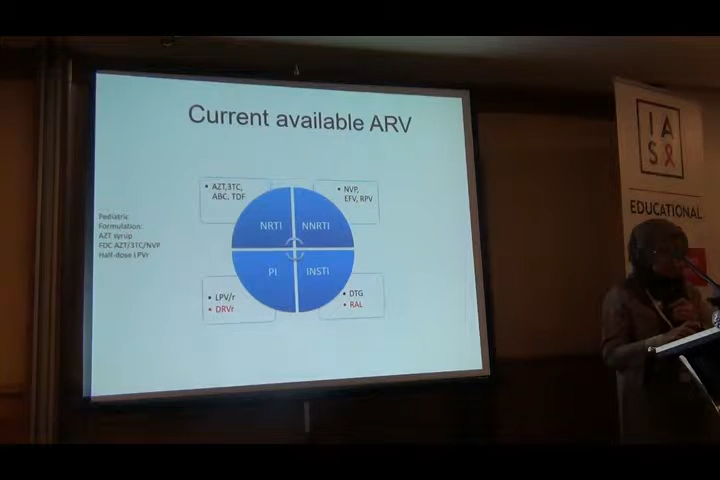 Current available ARV
• AZT,3TC,
ABC, TDF
• NVP,
EFV, RPV
NRTI
NNRTI
Pediatric
Formulation:
AZT syrup
FDC AZT/3TC/NVP
Half-dose LPVr
PI
INSTI
• LPV/r
• DRVr
• DTG
• RAL
IA
S
EDUCATIONAL